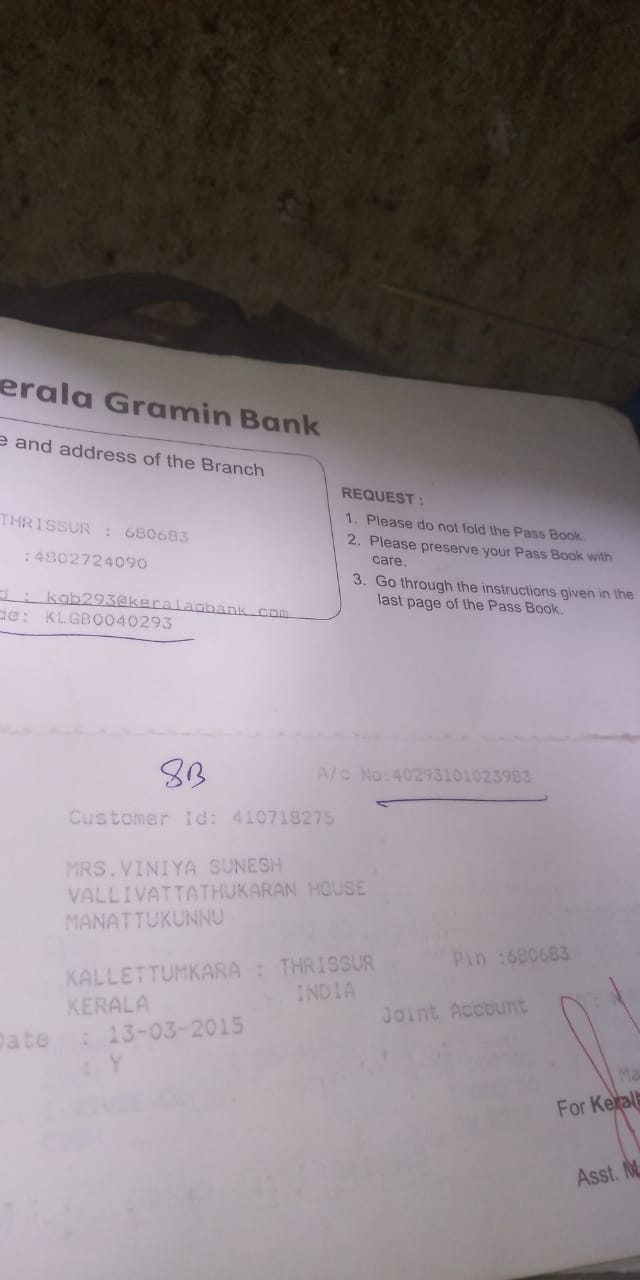 erala Gramin Bank
e and address of the Branch
THRISSUR : 680683
:4802724090
d : kgb293@keralagbank.com
de: KLGB0040293
REQUEST :
1. Please do not fold the Pass Book.
2. Please preserve your Pass Book with
care.
3. Go through the instructions given in the
last page of the Pass Book.
SB
A/c No:40293101023983
Customer Id: 410718275
MRS.VINIYA SUNESH
VALLIVATTATHUKARAN HOUSE
MANATTUKUNNU
KALLETTUMKARA : THRISSUR Pin :680683
KERALA INDIA
Date : 13-03-2015 Joint Account
: Y
For Keral
Asst. M